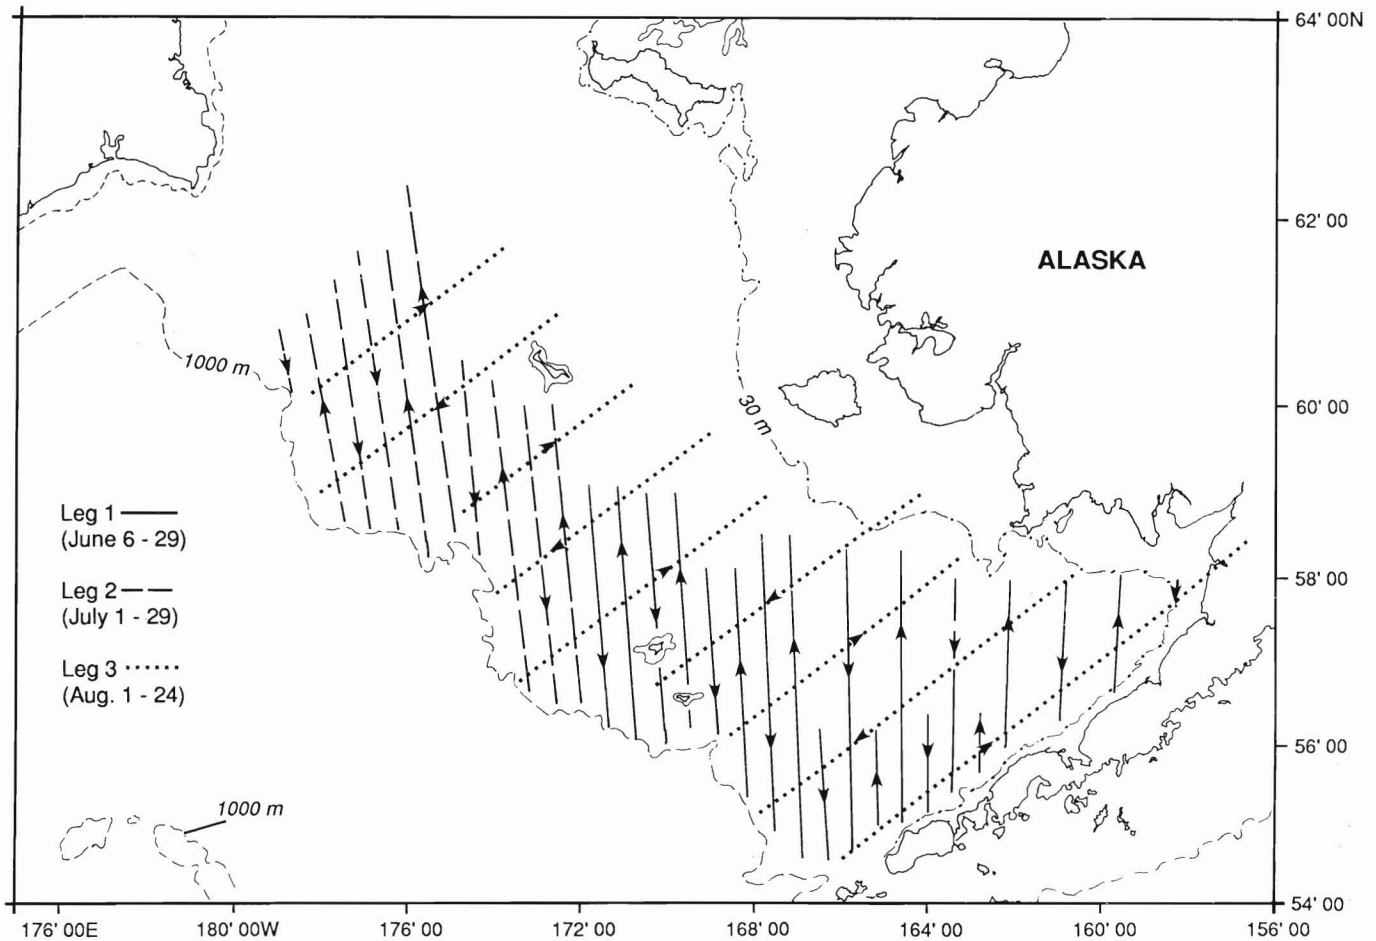 64' 00N
62' 00
ALASKA
1000 m
60' 00
30 m
Leg 1
(June 6 - 29)
58' 00
Leg 2
(July 1 - 29)
Leg 3
(Aug. 1 - 24)
56' 00
1000 m
54' 00
176'00E
180'00W
176' 00
172' 00
168' 00
164' 00
160' 00
156' 00